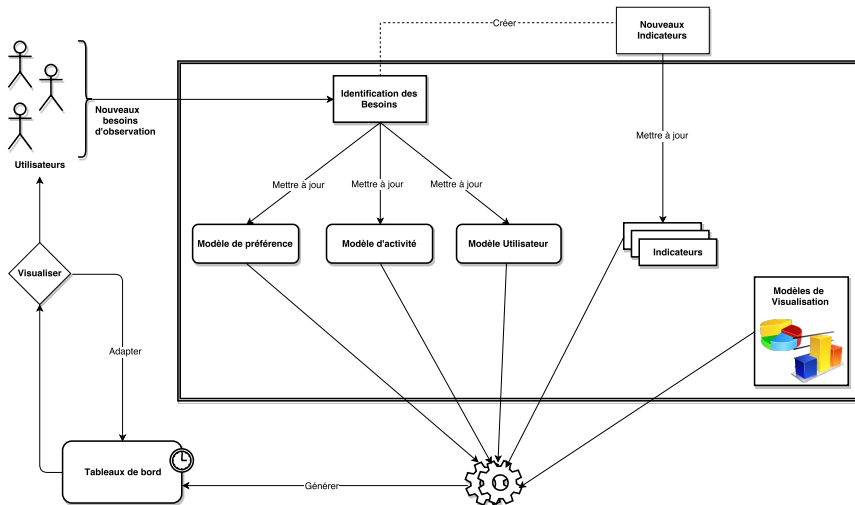 Créer
Nouveaux
Indicateurs
Identification des
Besoins
Nouveaux
besoins
d'observation
Utilisateurs
Mettre à jour
Mettre à jour
Mettre à jour
Mettre à jour
Modèle de préférence
Modèle d'activité
Modèle Utilisateur
Indicateurs
Visualiser
Modèles de
Visualisation
Adapter
Tableaux de bord
Générer